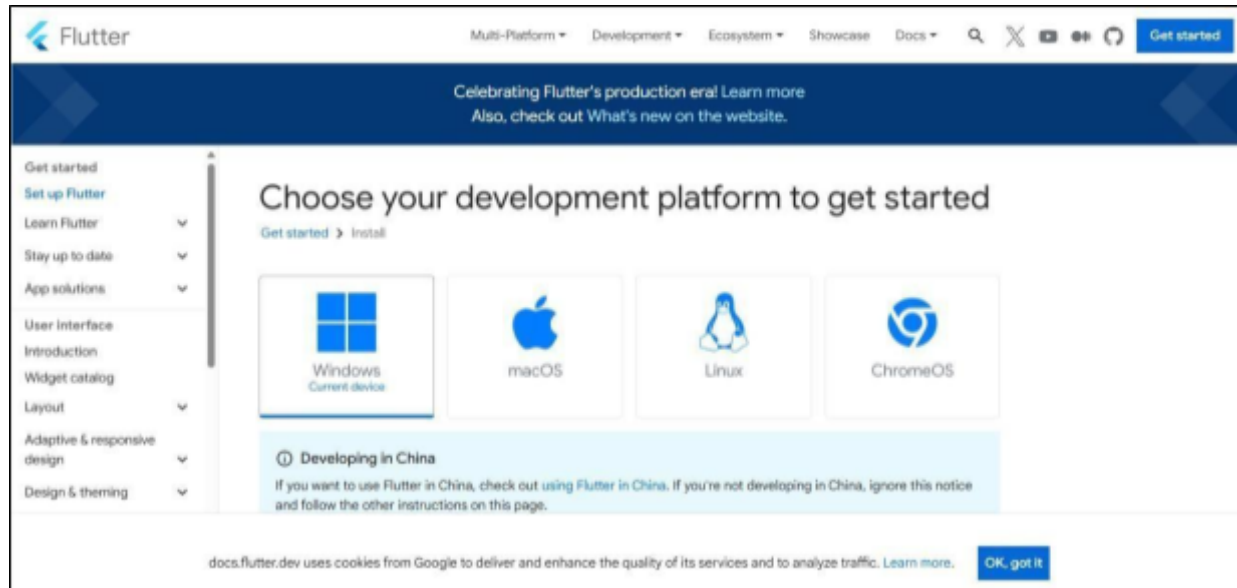 Flutter
Multi-Platform
Development
Ecosystem
Showcase
Docs
Get started
Celebrating Flutter's production era! Learn more
Also, check out What's new on the website.
Get started
Set up Flutter
Learn Flutter
Stay up to date
App solutions
User Interface
Introduction
Widget catalog
Layout
Adaptive & responsive
design
Design & theming
Choose your development platform to get started
Get started > Install
Windows
Current device
macOS
Linux
ChromeOS
Developing in China
If you want to use Flutter in China, check out using Flutter in China. If you're not developing in China, ignore this notice
and follow the other instructions on this page.
docs.flutter.dev uses cookies from Google to deliver and enhance the quality of its services and to analyze traffic. Learn more.
OK, got it